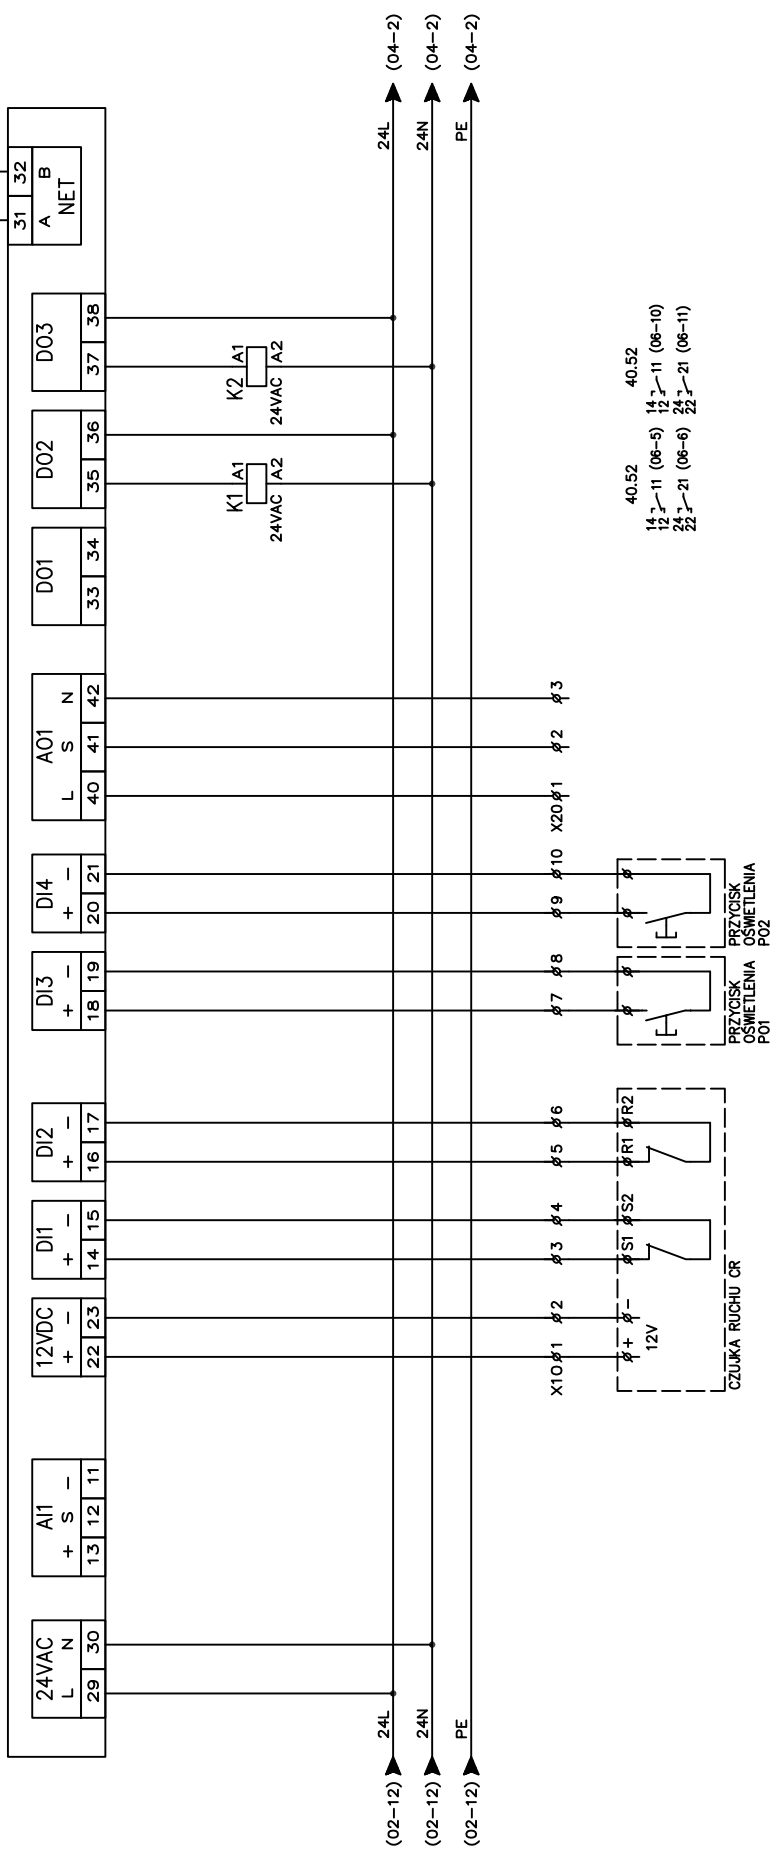 24VAC
L N
29 30
AI1
+ S −
13 12 11
12VDC
+ −
22 23
DI1
+ −
14 15
DI2
+ −
16 17
DI3
+ −
18 19
DI4
+ −
20 21
AO1
L S N
40 41 42
DO1
33 34
DO2
35 36
DO3
37 38
31 32
A B
NET
K1 A1
A2
24VAC
K2 A1
A2
24VAC
(02-12) 24L 24L (04-2)
(02-12) 24N 24N (04-2)
(02-12) PE PE (04-2)
X10 1 2 3 4 5 6 7 8 9 10
X20 1 2 3
+ − S1 S2 R1 R2
12V
CZUJKA RUCHU CR
PRZYCISK
OŚWIETLENIA
PO1
PRZYCISK
OŚWIETLENIA
PO2
40.52
14
12 11 (06-5)
24
22 21 (06-6)
40.52
14
12 11 (06-10)
24
22 21 (06-11)